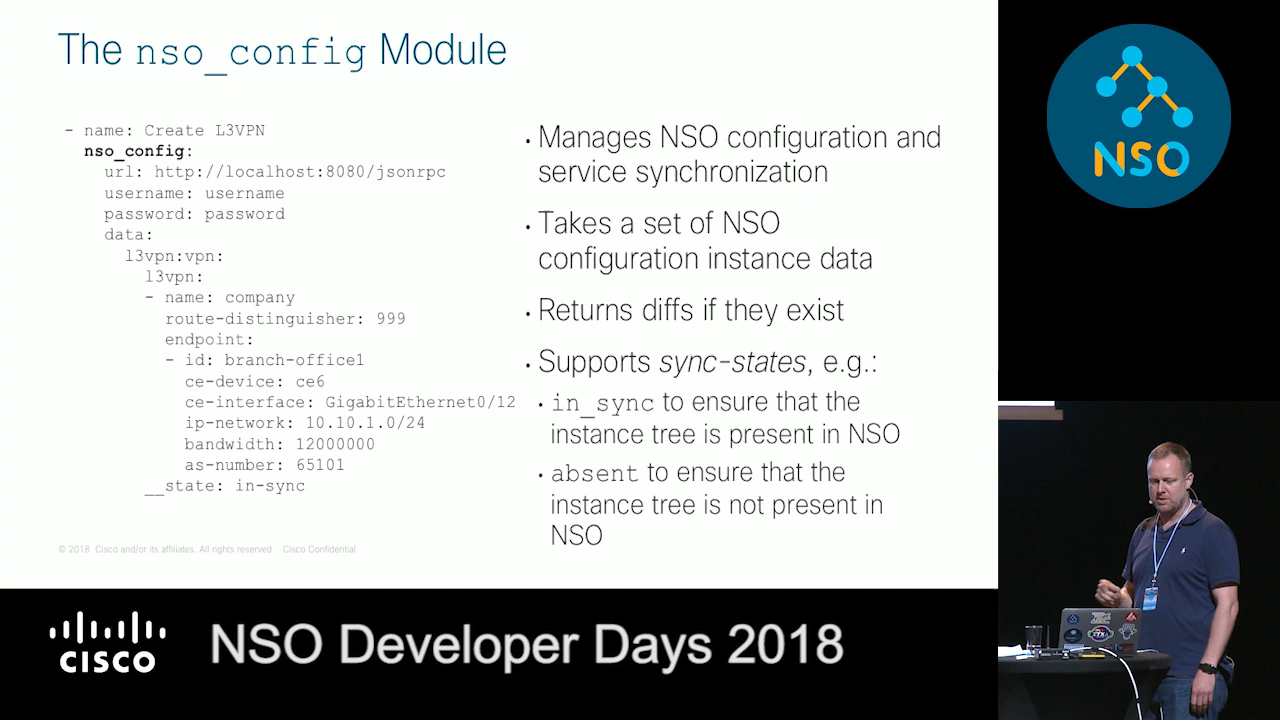 The nso_config Module
- name: Create L3VPN
nso_config:
url: http://localhost:8080/jsonrpc
username: username
password: password
data:
l3vpn:vpn:
l3vpn:
- name: company
route-distinguisher: 999
endpoint:
- id: branch-office1
ce-device: ce6
ce-interface: GigabitEthernet0/12
ip-network: 10.10.1.0/24
bandwidth: 12000000
as-number: 65101
__state: in-sync
• Manages NSO configuration and
service synchronization
• Takes a set of NSO
configuration instance data
• Returns diffs if they exist
• Supports sync-states, e.g.:
• in_sync to ensure that the
instance tree is present in NSO
• absent to ensure that the
instance tree is not present in
NSO
© 2018 Cisco and/or its affiliates. All rights reserved. Cisco Confidential
NSO
CISCO
NSO Developer Days 2018